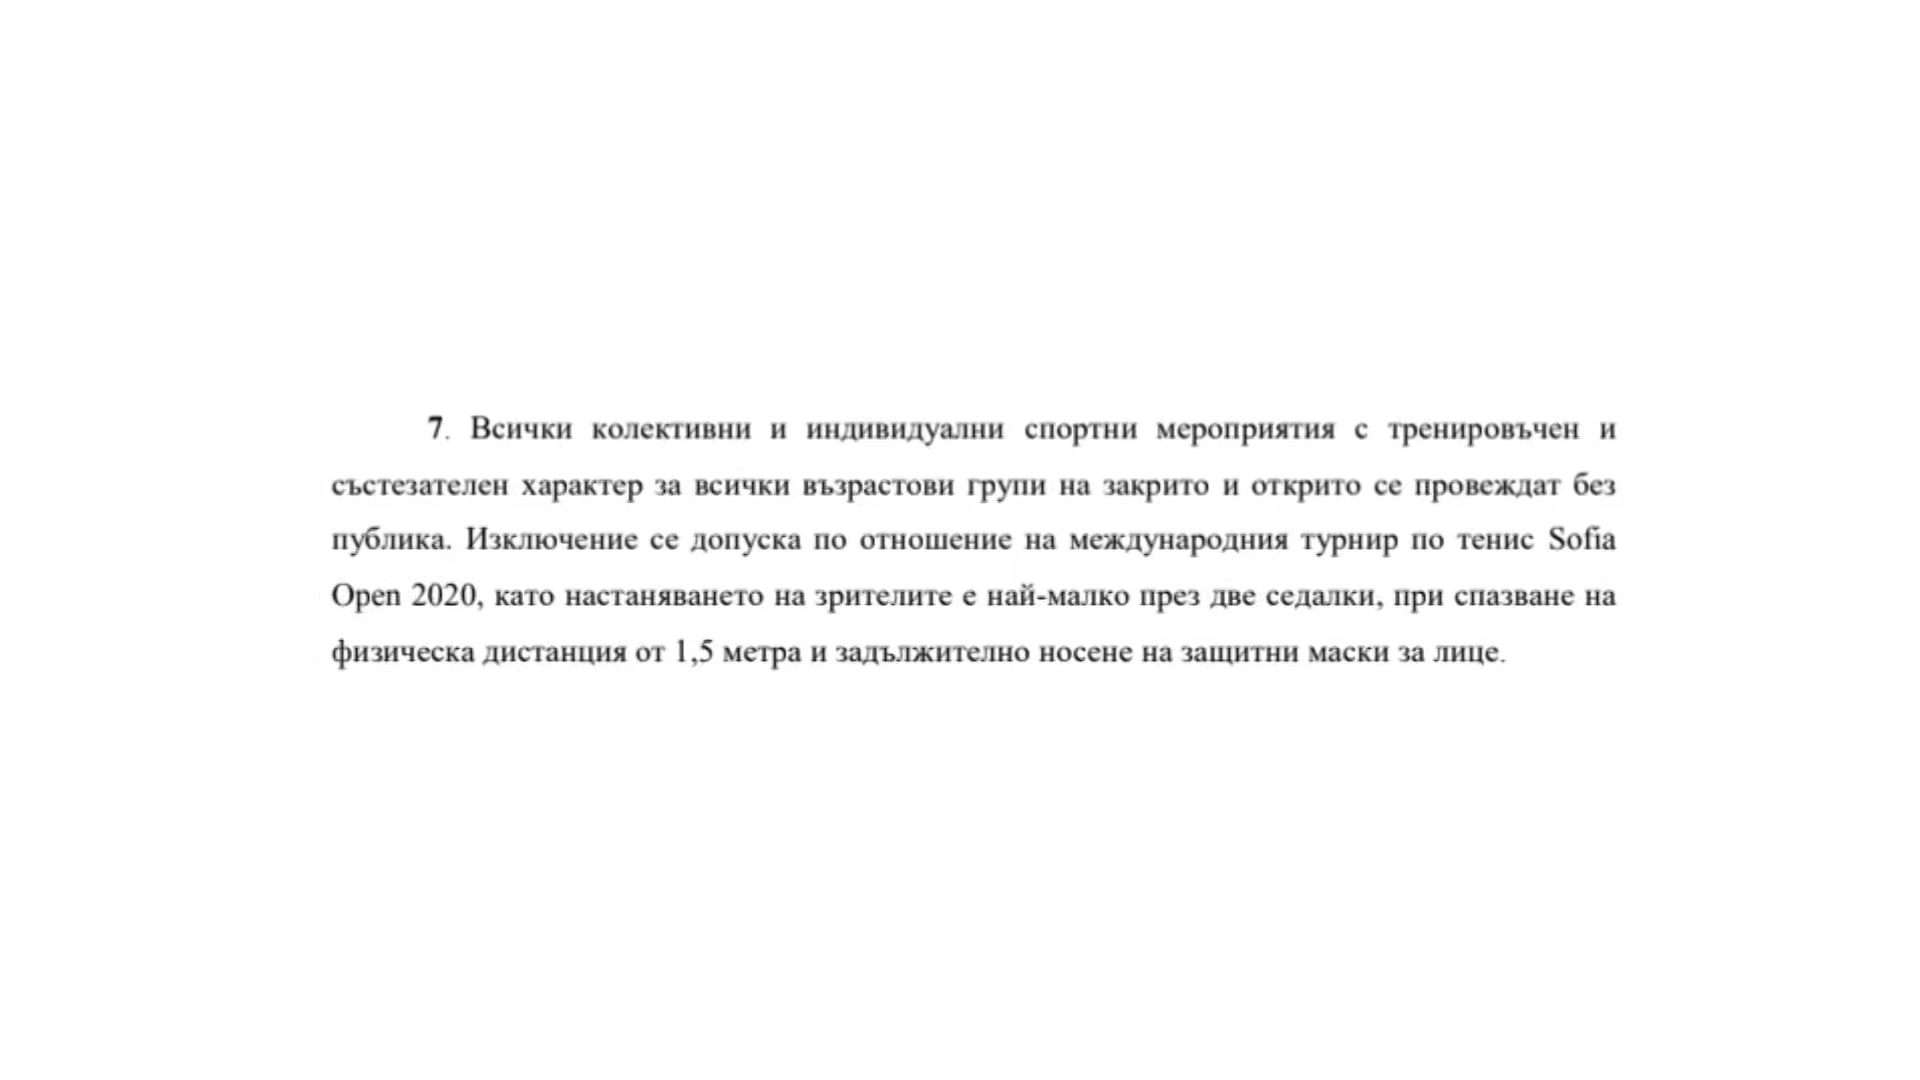 7. Всички колективни и индивидуални спортни мероприятия с тренировъчен и
състезателен характер за всички възрастови групи на закрито и открито се провеждат без
публика. Изключение се допуска по отношение на международния турнир по тенис Sofia
Open 2020, като настаняването на зрителите е най-малко през две седалки, при спазване на
физическа дистанция от 1,5 метра и задължително носене на защитни маски за лице.